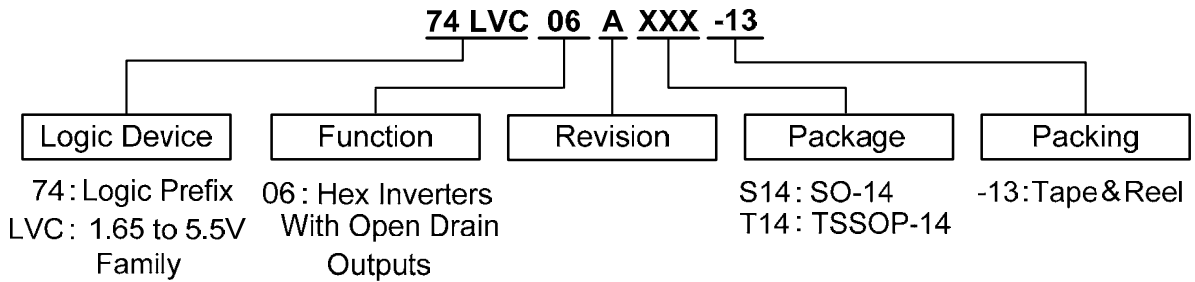 74 LVC 06 A XXX -13
Logic Device
Function
Revision
Package
Packing
74 : Logic Prefix
LVC : 1.65 to 5.5V
Family
06 : Hex Inverters
With Open Drain
Outputs
S14 : SO-14
T14 : TSSOP-14
-13 : Tape & Reel